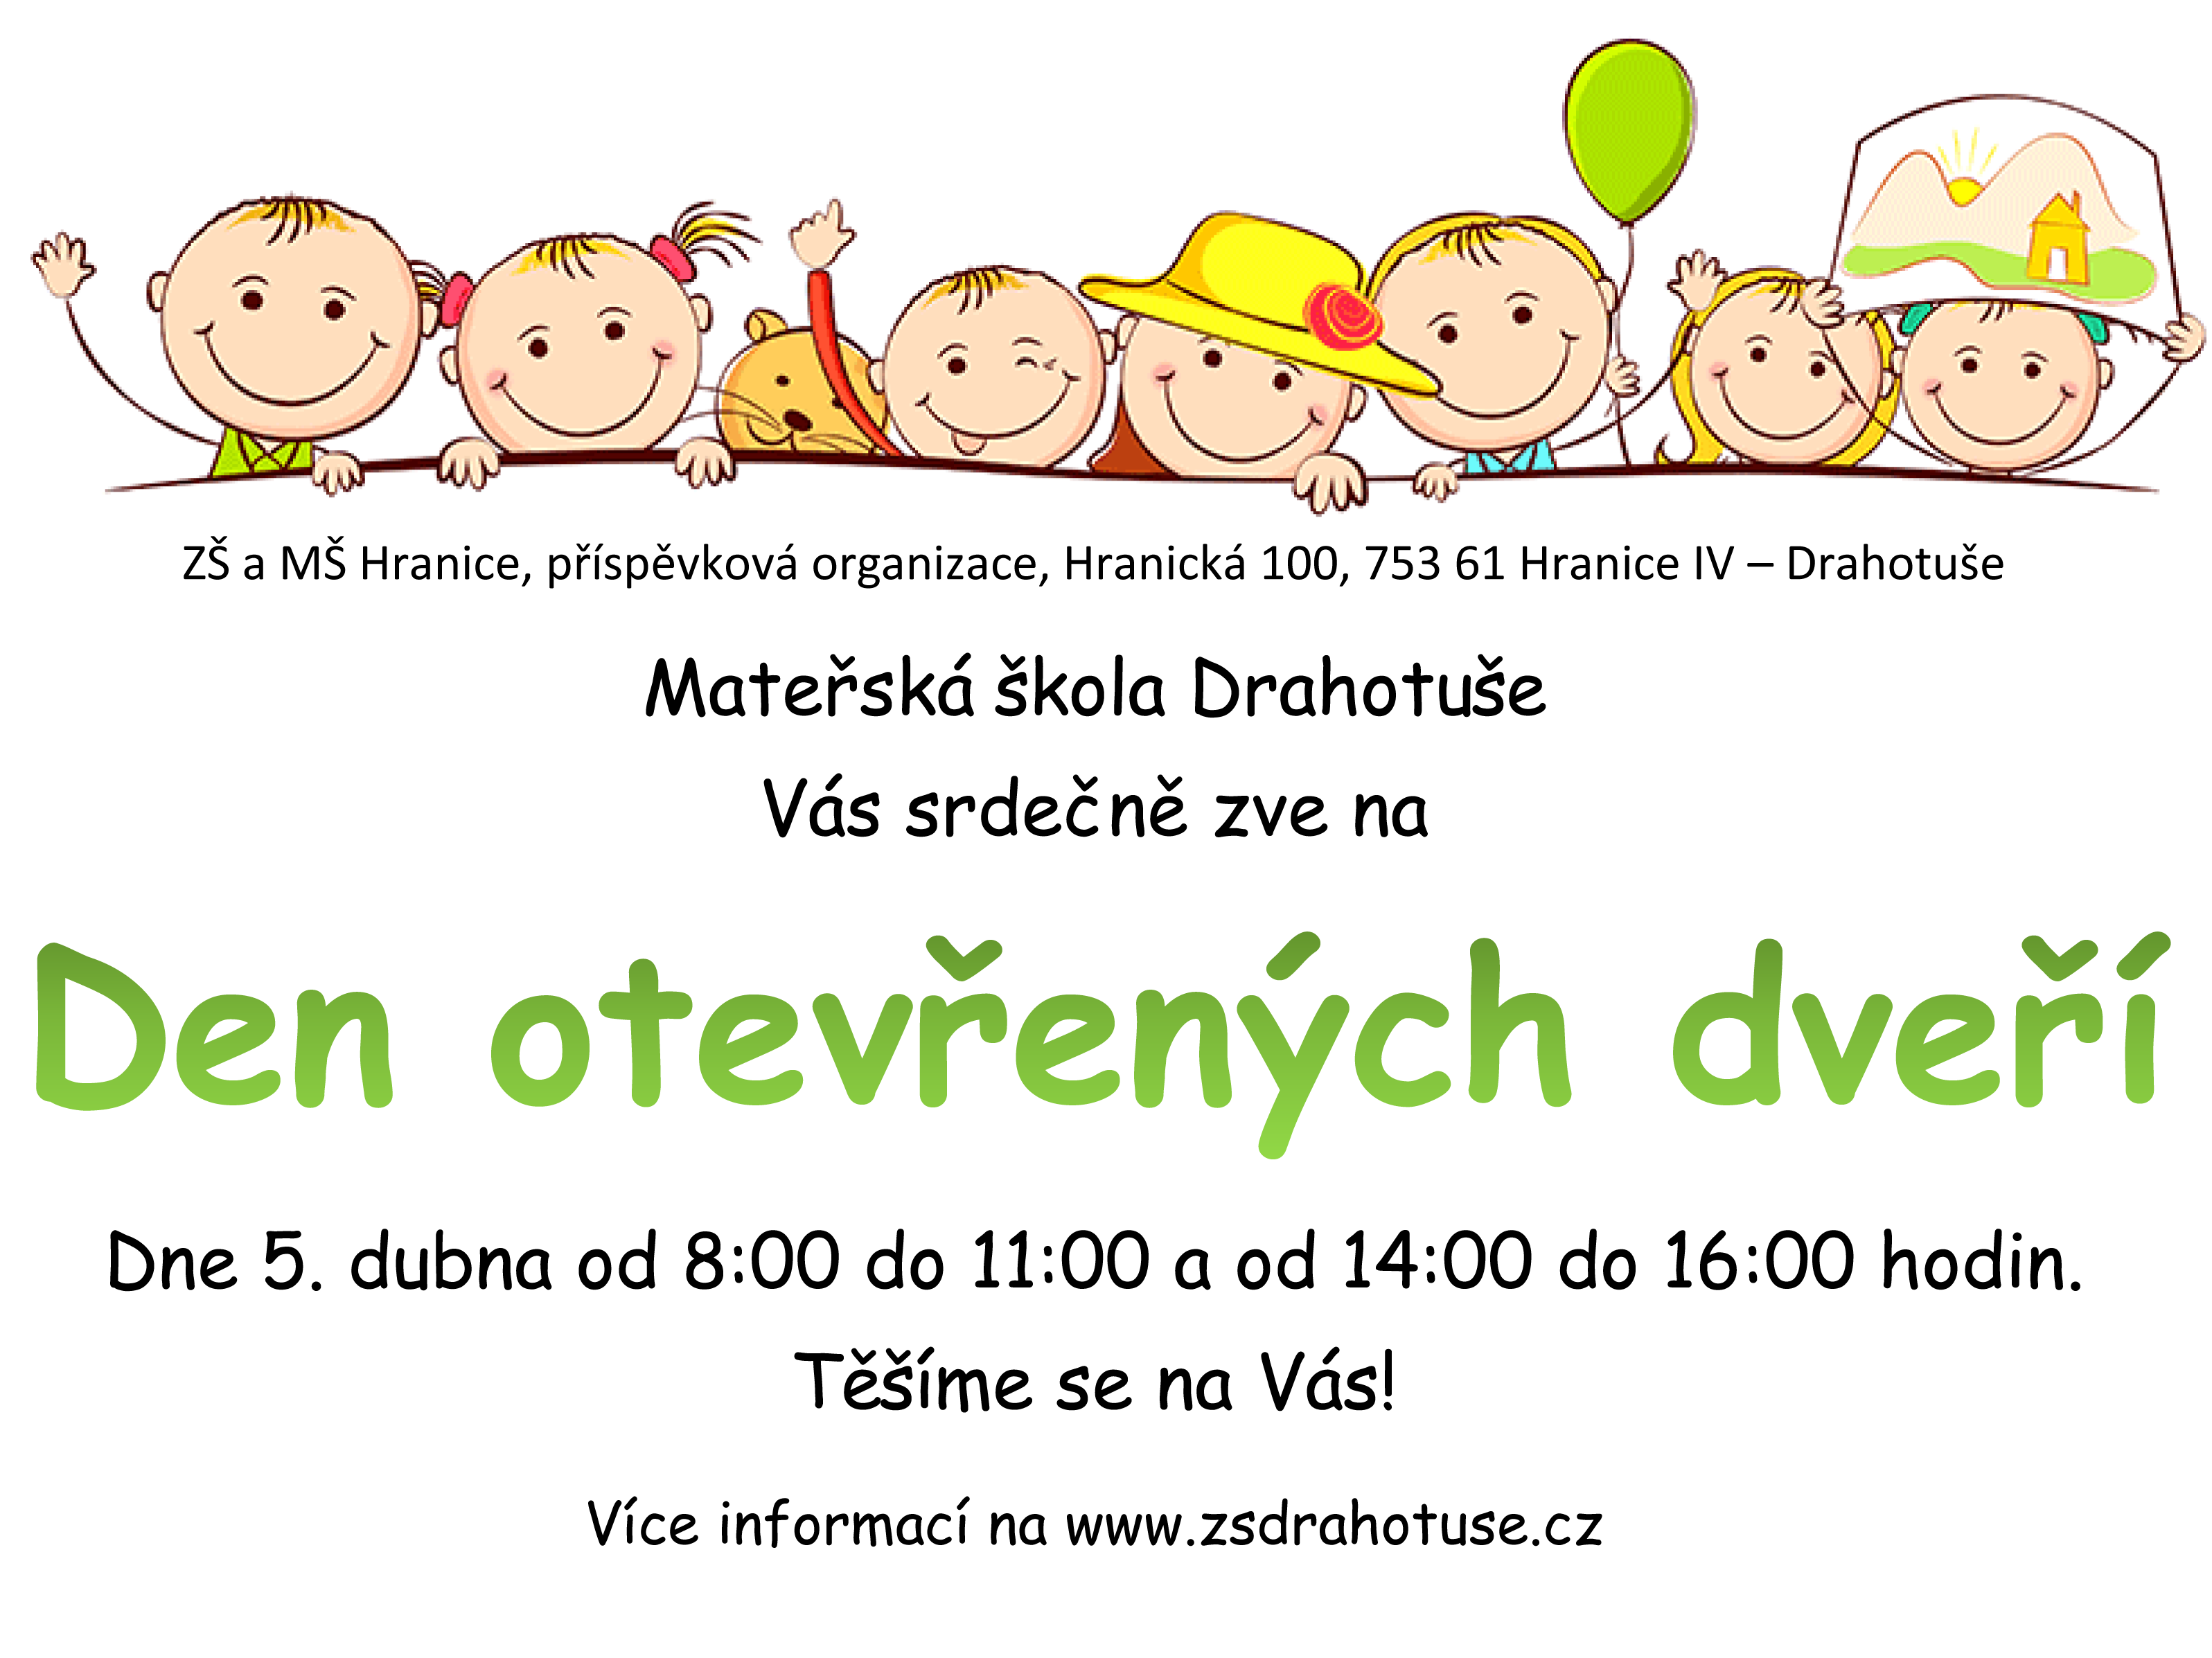 ZŠ a MŠ Hranice, příspěvková organizace, Hranická 100, 753 61 Hranice IV – Drahotuše
Mateřská škola Drahotuše
Vás srdečně zve na
Den otevřených dveří
Dne 5. dubna od 8:00 do 11:00 a od 14:00 do 16:00 hodin.
Těšíme se na Vás!
Více informací na www.zsdrahotuse.cz